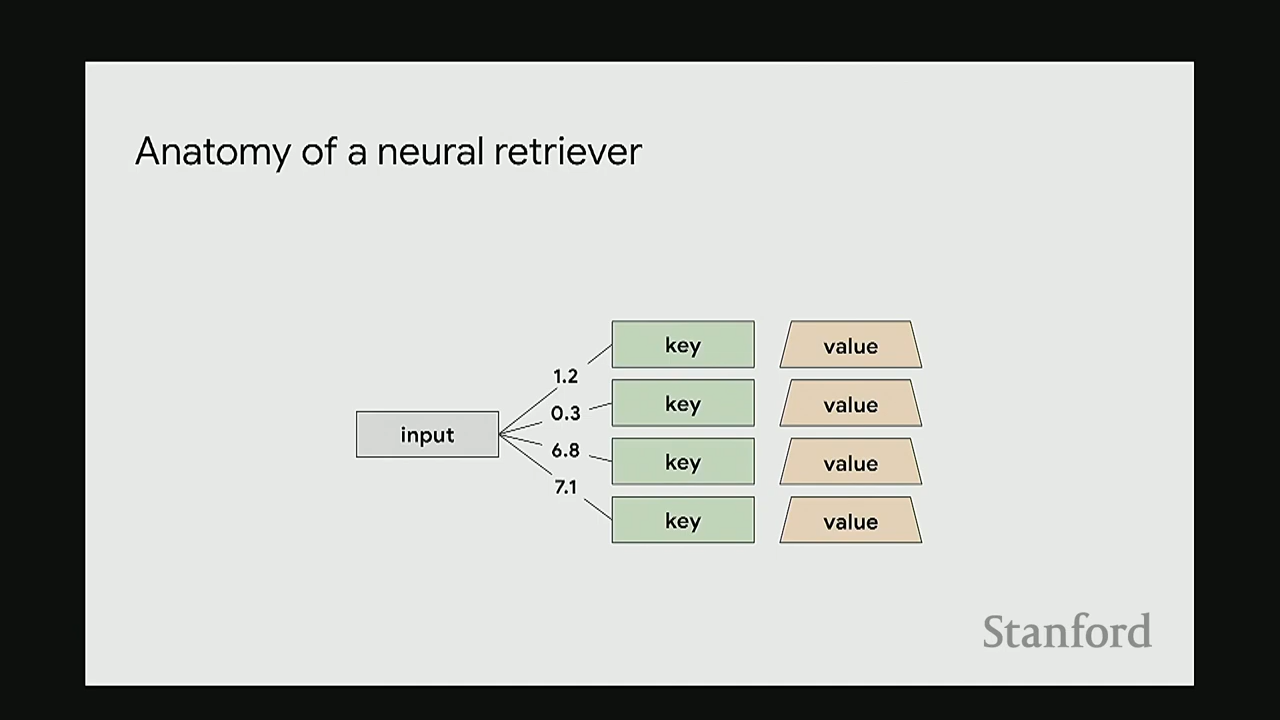 Anatomy of a neural retriever
key value
1.2
0.3 key value
input
6.8 key value
7.1
key value
Stanford